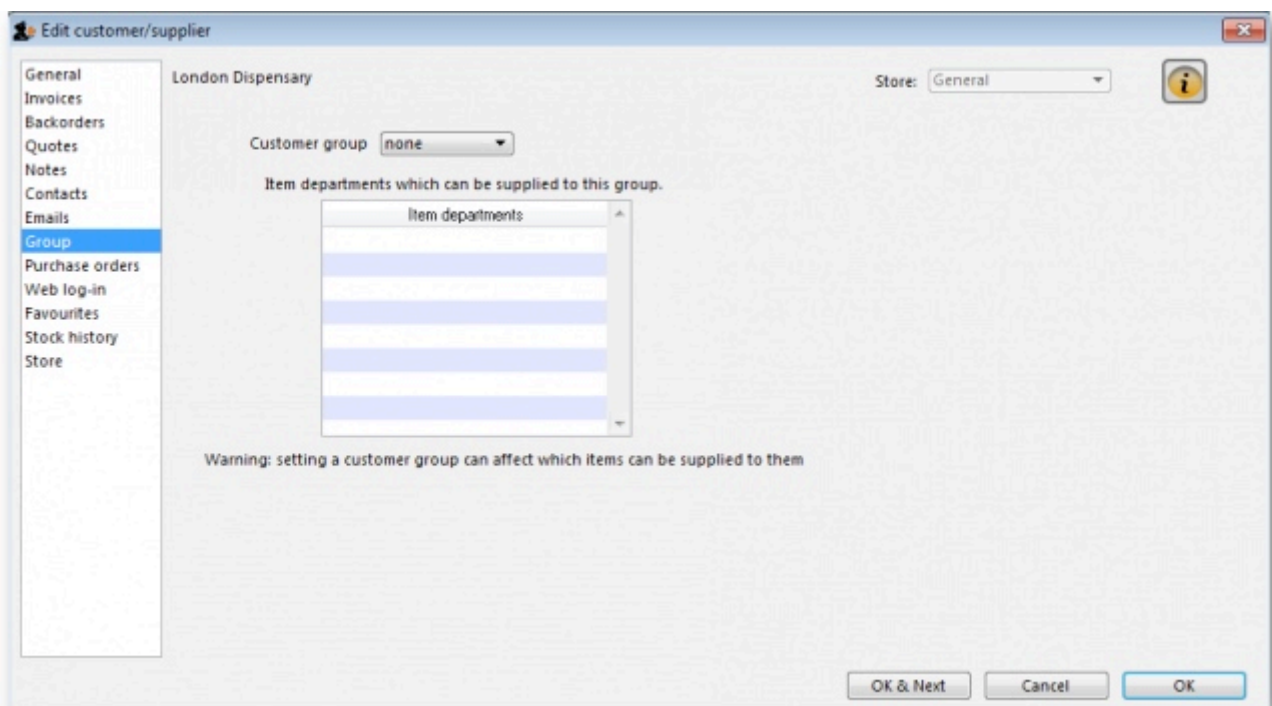 Edit customer/supplier
General
Invoices
Backorders
Quotes
Notes
Contacts
Emails
Group
Purchase orders
Web log-in
Favourites
Stock history
Store
London Dispensary
Store: General
Customer group none
Item departments which can be supplied to this group.
Item departments
Warning: setting a customer group can affect which items can be supplied to them
OK & Next
Cancel
OK